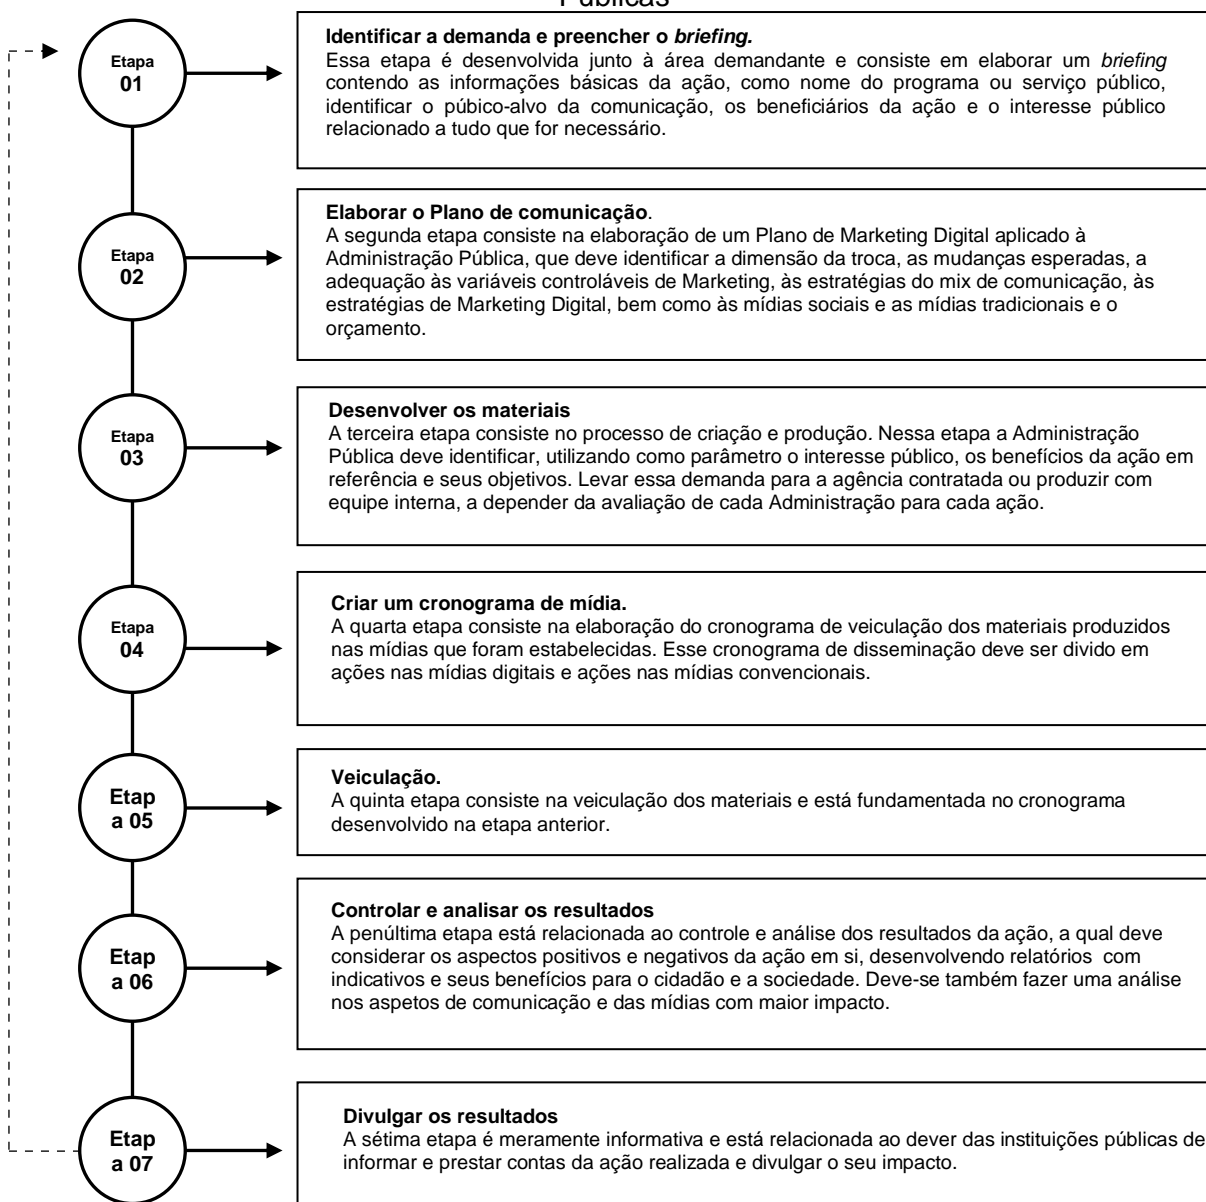 Públicas
Etapa
01
Identificar a demanda e preencher o briefing.
Essa etapa é desenvolvida junto à área demandante e consiste em elaborar um briefing
contendo as informações básicas da ação, como nome do programa ou serviço público,
identificar o púbico-alvo da comunicação, os beneficiários da ação e o interesse público
relacionado a tudo que for necessário.
Etapa
02
Elaborar o Plano de comunicação.
A segunda etapa consiste na elaboração de um Plano de Marketing Digital aplicado à
Administração Pública, que deve identificar a dimensão da troca, as mudanças esperadas, a
adequação às variáveis controláveis de Marketing, às estratégias do mix de comunicação, às
estratégias de Marketing Digital, bem como às mídias sociais e as mídias tradicionais e o
orçamento.
Etapa
03
Desenvolver os materiais
A terceira etapa consiste no processo de criação e produção. Nessa etapa a Administração
Pública deve identificar, utilizando como parâmetro o interesse público, os benefícios da ação em
referência e seus objetivos. Levar essa demanda para a agência contratada ou produzir com
equipe interna, a depender da avaliação de cada Administração para cada ação.
Etapa
04
Criar um cronograma de mídia.
A quarta etapa consiste na elaboração do cronograma de veiculação dos materiais produzidos
nas mídias que foram estabelecidas. Esse cronograma de disseminação deve ser divido em
ações nas mídias digitais e ações nas mídias convencionais.
Etap
a 05
Veiculação.
A quinta etapa consiste na veiculação dos materiais e está fundamentada no cronograma
desenvolvido na etapa anterior.
Etap
a 06
Controlar e analisar os resultados
A penúltima etapa está relacionada ao controle e análise dos resultados da ação, a qual deve
considerar os aspectos positivos e negativos da ação em si, desenvolvendo relatórios com
indicativos e seus benefícios para o cidadão e a sociedade. Deve-se também fazer uma análise
nos aspetos de comunicação e das mídias com maior impacto.
Etap
a 07
Divulgar os resultados
A sétima etapa é meramente informativa e está relacionada ao dever das instituições públicas de
informar e prestar contas da ação realizada e divulgar o seu impacto.